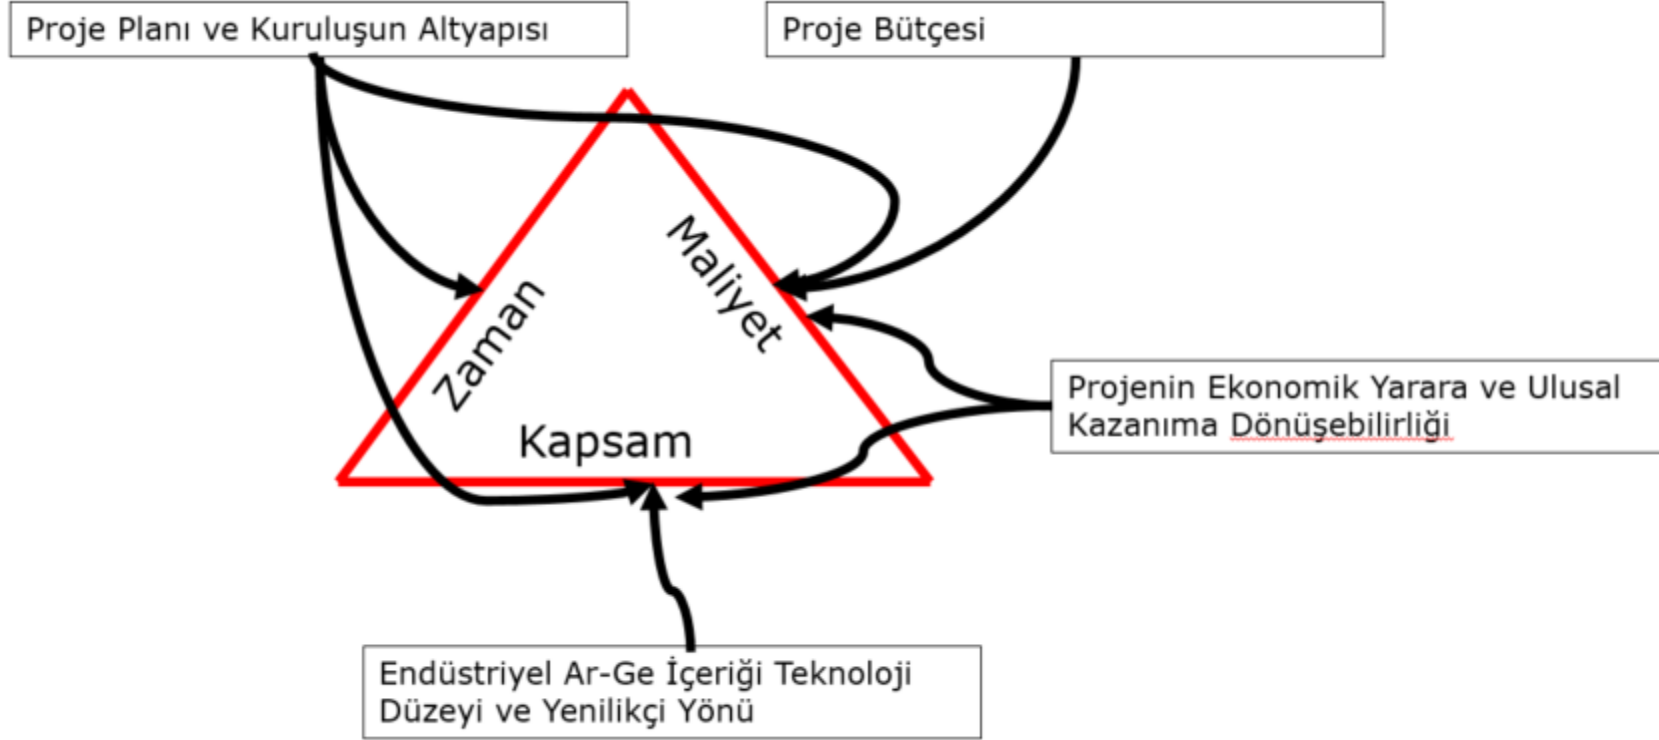 Proje Planı ve Kuruluşun Altyapısı
Proje Bütçesi
Zaman
Maliyet
Kapsam
Projenin Ekonomik Yarara ve Ulusal
Kazanıma Dönüşebilirliği
Endüstriyel Ar-Ge İçeriği Teknoloji
Düzeyi ve Yenilikçi Yönü